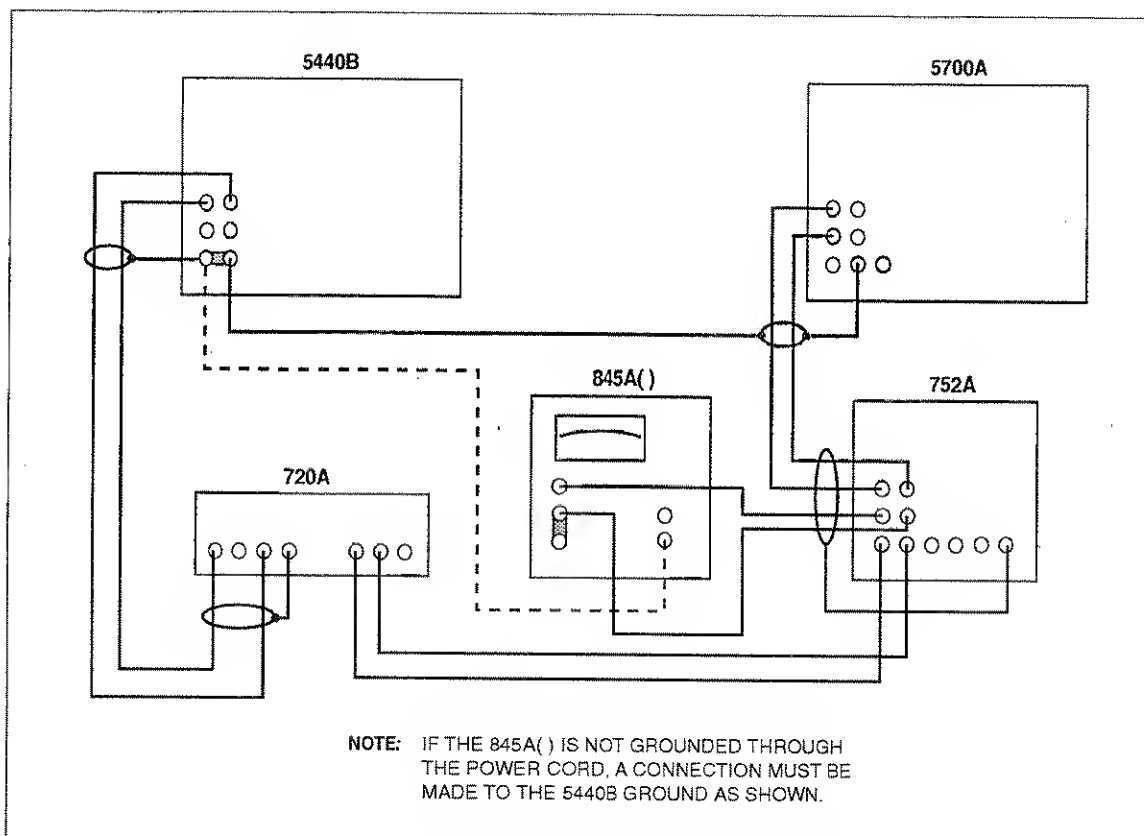 5440B
5700A
845A( )
752A
720A
NOTE: IF THE 845A( ) IS NOT GROUNDED THROUGH
THE POWER CORD, A CONNECTION MUST BE
MADE TO THE 5440B GROUND AS SHOWN.